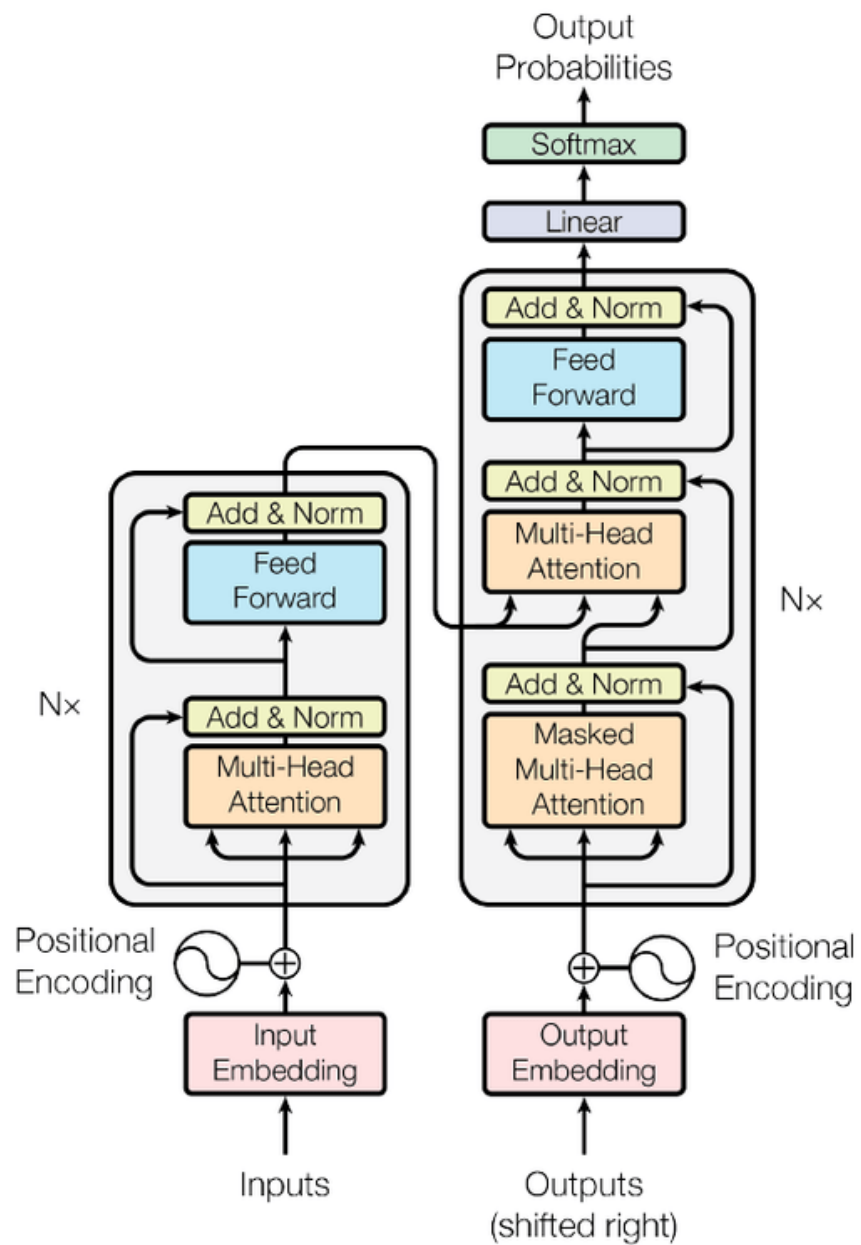 Output
Probabilities
Softmax
Linear
Add & Norm
Feed
Forward
Add & Norm
Multi-Head
Attention
Nx
Add & Norm
Masked
Multi-Head
Attention
Add & Norm
Feed
Forward
Nx
Add & Norm
Multi-Head
Attention
Positional
Encoding
Positional
Encoding
Input
Embedding
Output
Embedding
Inputs
Outputs
(shifted right)